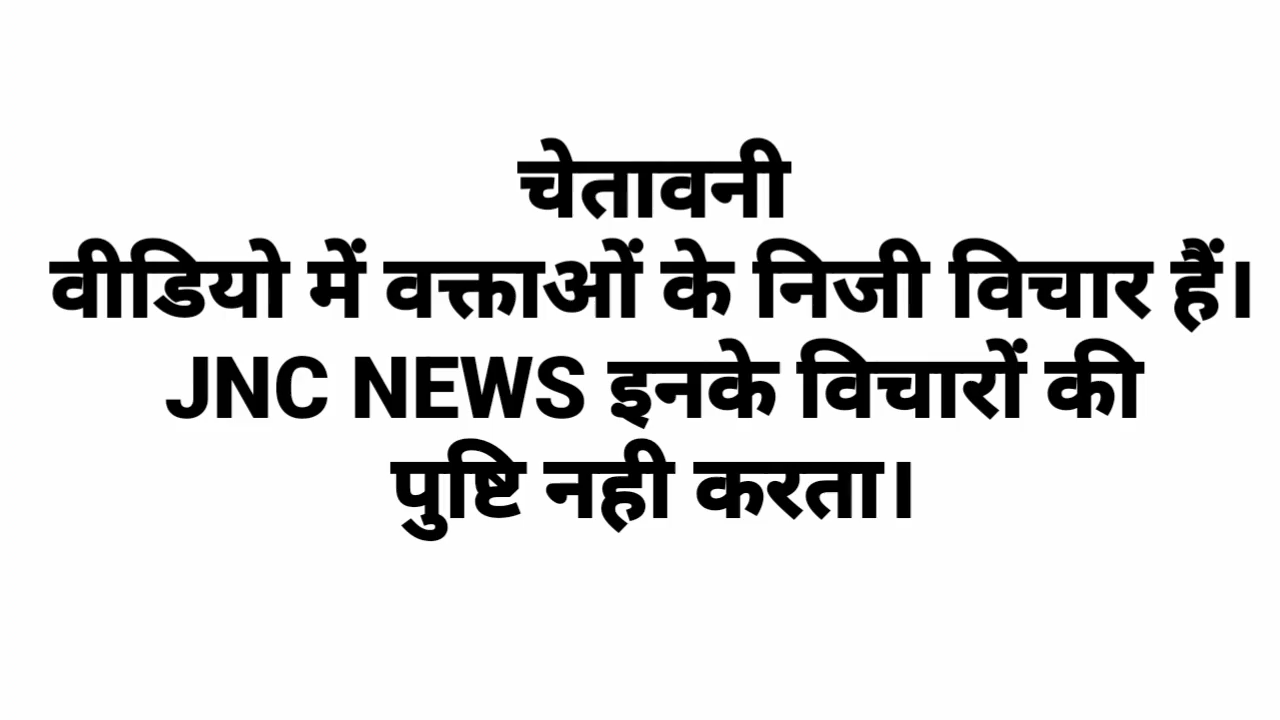 चेतावनी
वीडियो में वक्ताओं के निजी विचार हैं।
JNC NEWS इनके विचारों की
पुष्टि नही करता।